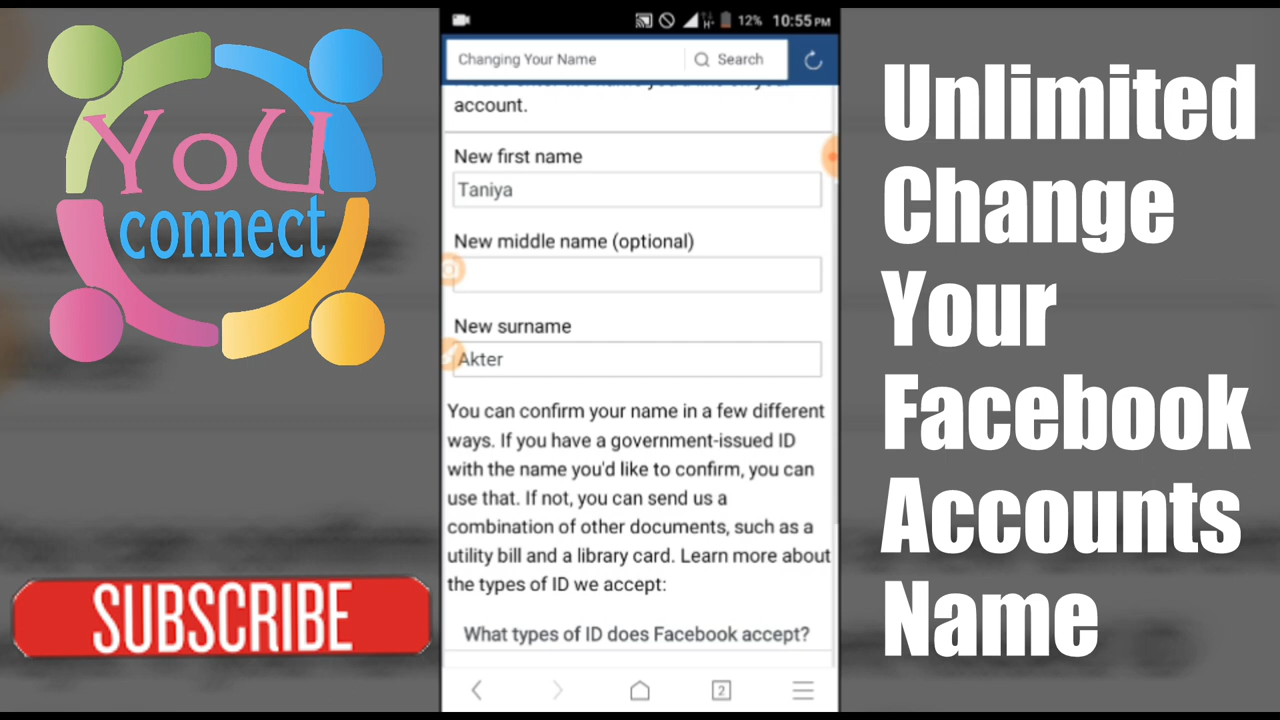 YoU
connect
SUBSCRIBE
12% 10:55 PM
Changing Your Name
Search
account.
New first name
Taniya
New middle name (optional)
New surname
Akter
You can confirm your name in a few different
ways. If you have a government-issued ID
with the name you'd like to confirm, you can
use that. If not, you can send us a
combination of other documents, such as a
utility bill and a library card. Learn more about
the types of ID we accept:
What types of ID does Facebook accept?
2
Unlimited
Change
Your
Facebook
Accounts
Name